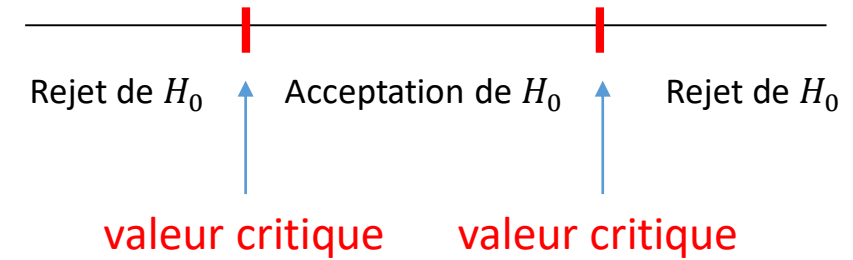 Rejet de H₀ Acceptation de H₀ Rejet de H₀
valeur critique valeur critique